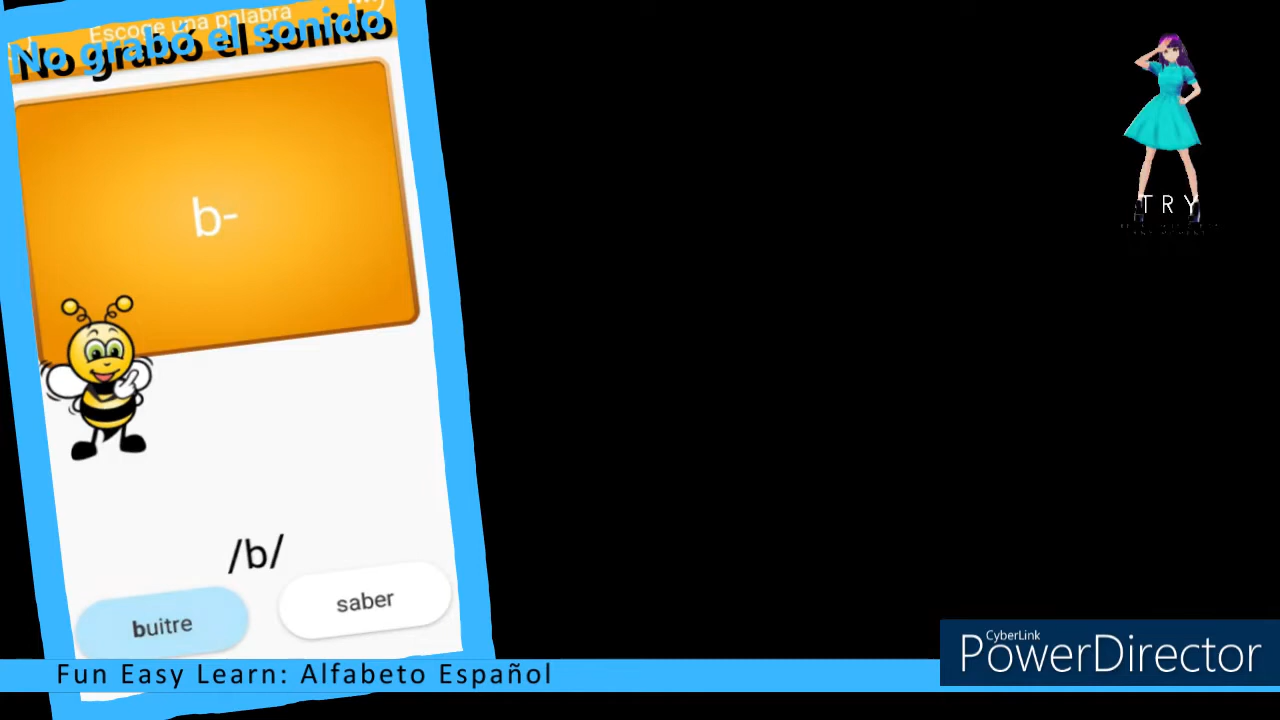 Escoge una palabra
No grabó el sonido
b-
TRY
/b/
buitre
saber
Fun Easy Learn: Alfabeto Español
CyberLink
PowerDirector